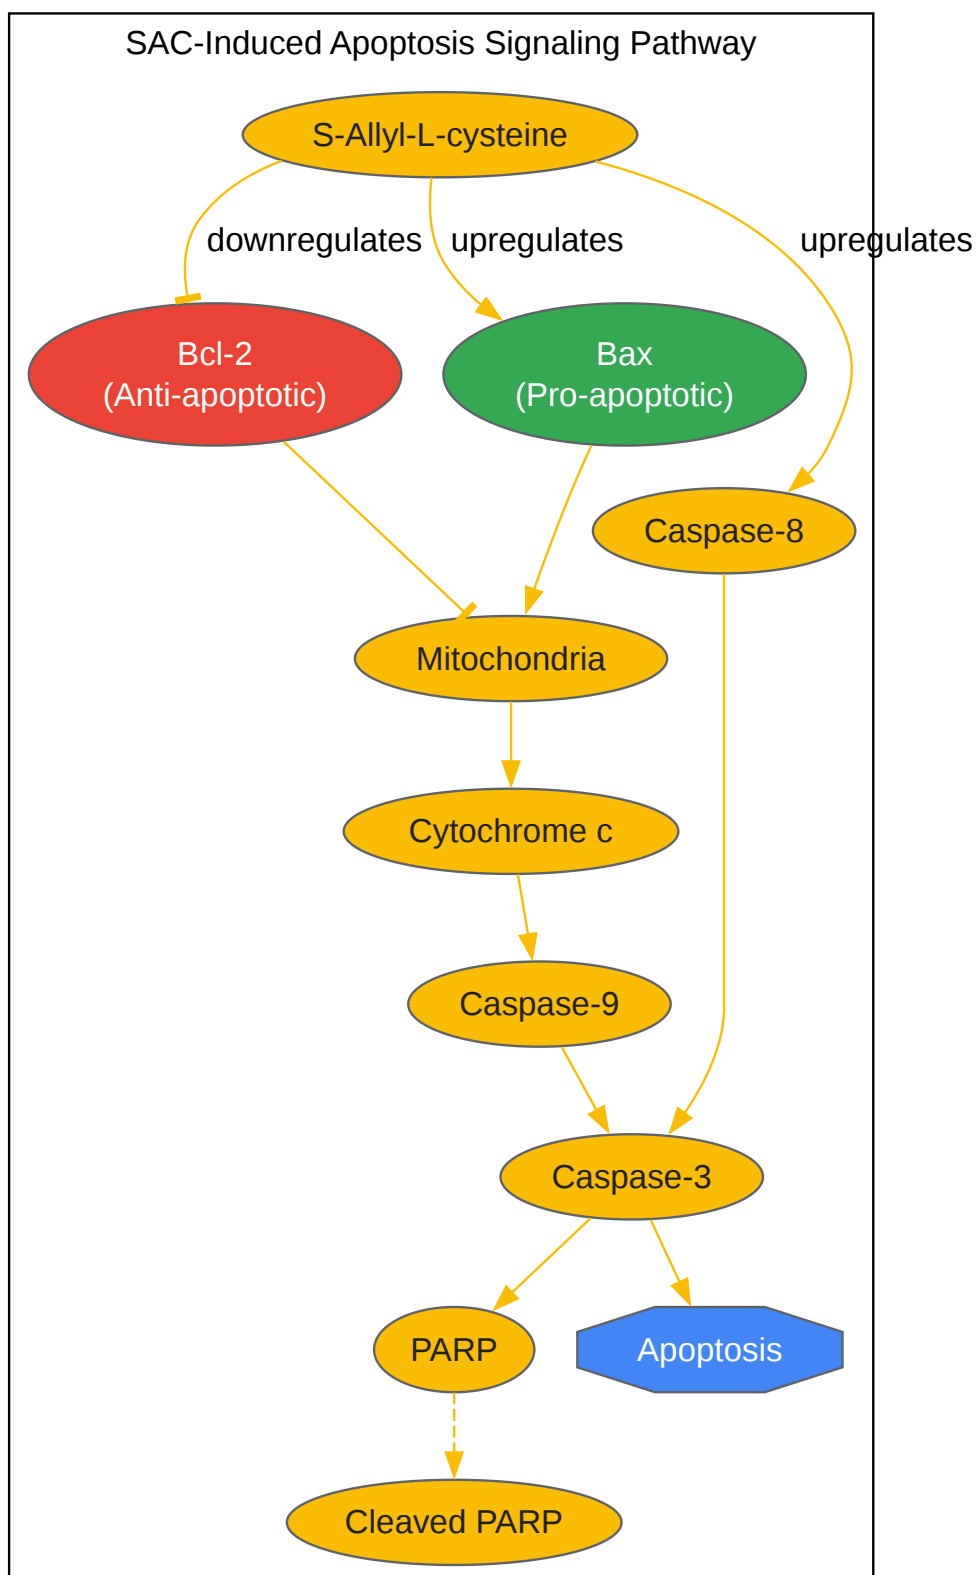 SAC-Induced Apoptosis Signaling Pathway
S-Allyl-L-cysteine
downregulates
upregulates
upregulates
Bcl-2
(Anti-apoptotic)
Bax
(Pro-apoptotic)
Caspase-8
Mitochondria
Cytochrome c
Caspase-9
Caspase-3
PARP
Apoptosis
Cleaved PARP